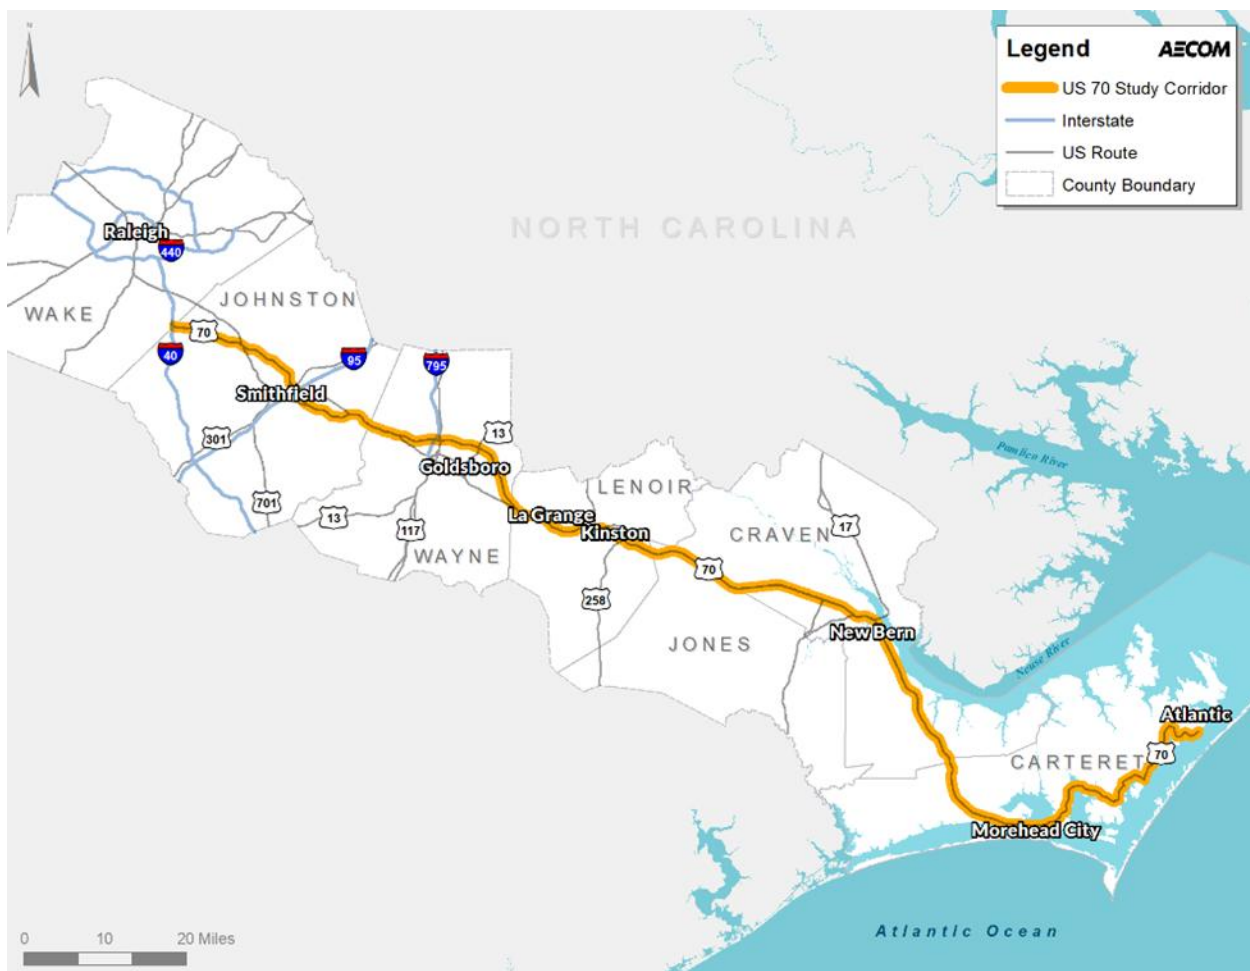 N
Legend
AECOM
US 70 Study Corridor
Interstate
US Route
County Boundary
NORTH CAROLINA
Raleigh
440
WAKE
JOHNSTON
70
40
95
795
Smithfield
301
13
Goldsboro
701
13
La Grange
LENOIR
117
Kinston
WAYNE
CRAVEN
17
70
258
Pamlico River
JONES
New Bern
Neuse River
Atlantic
CARTERET
70
Morehead City
Atlantic Ocean
0 10 20 Miles